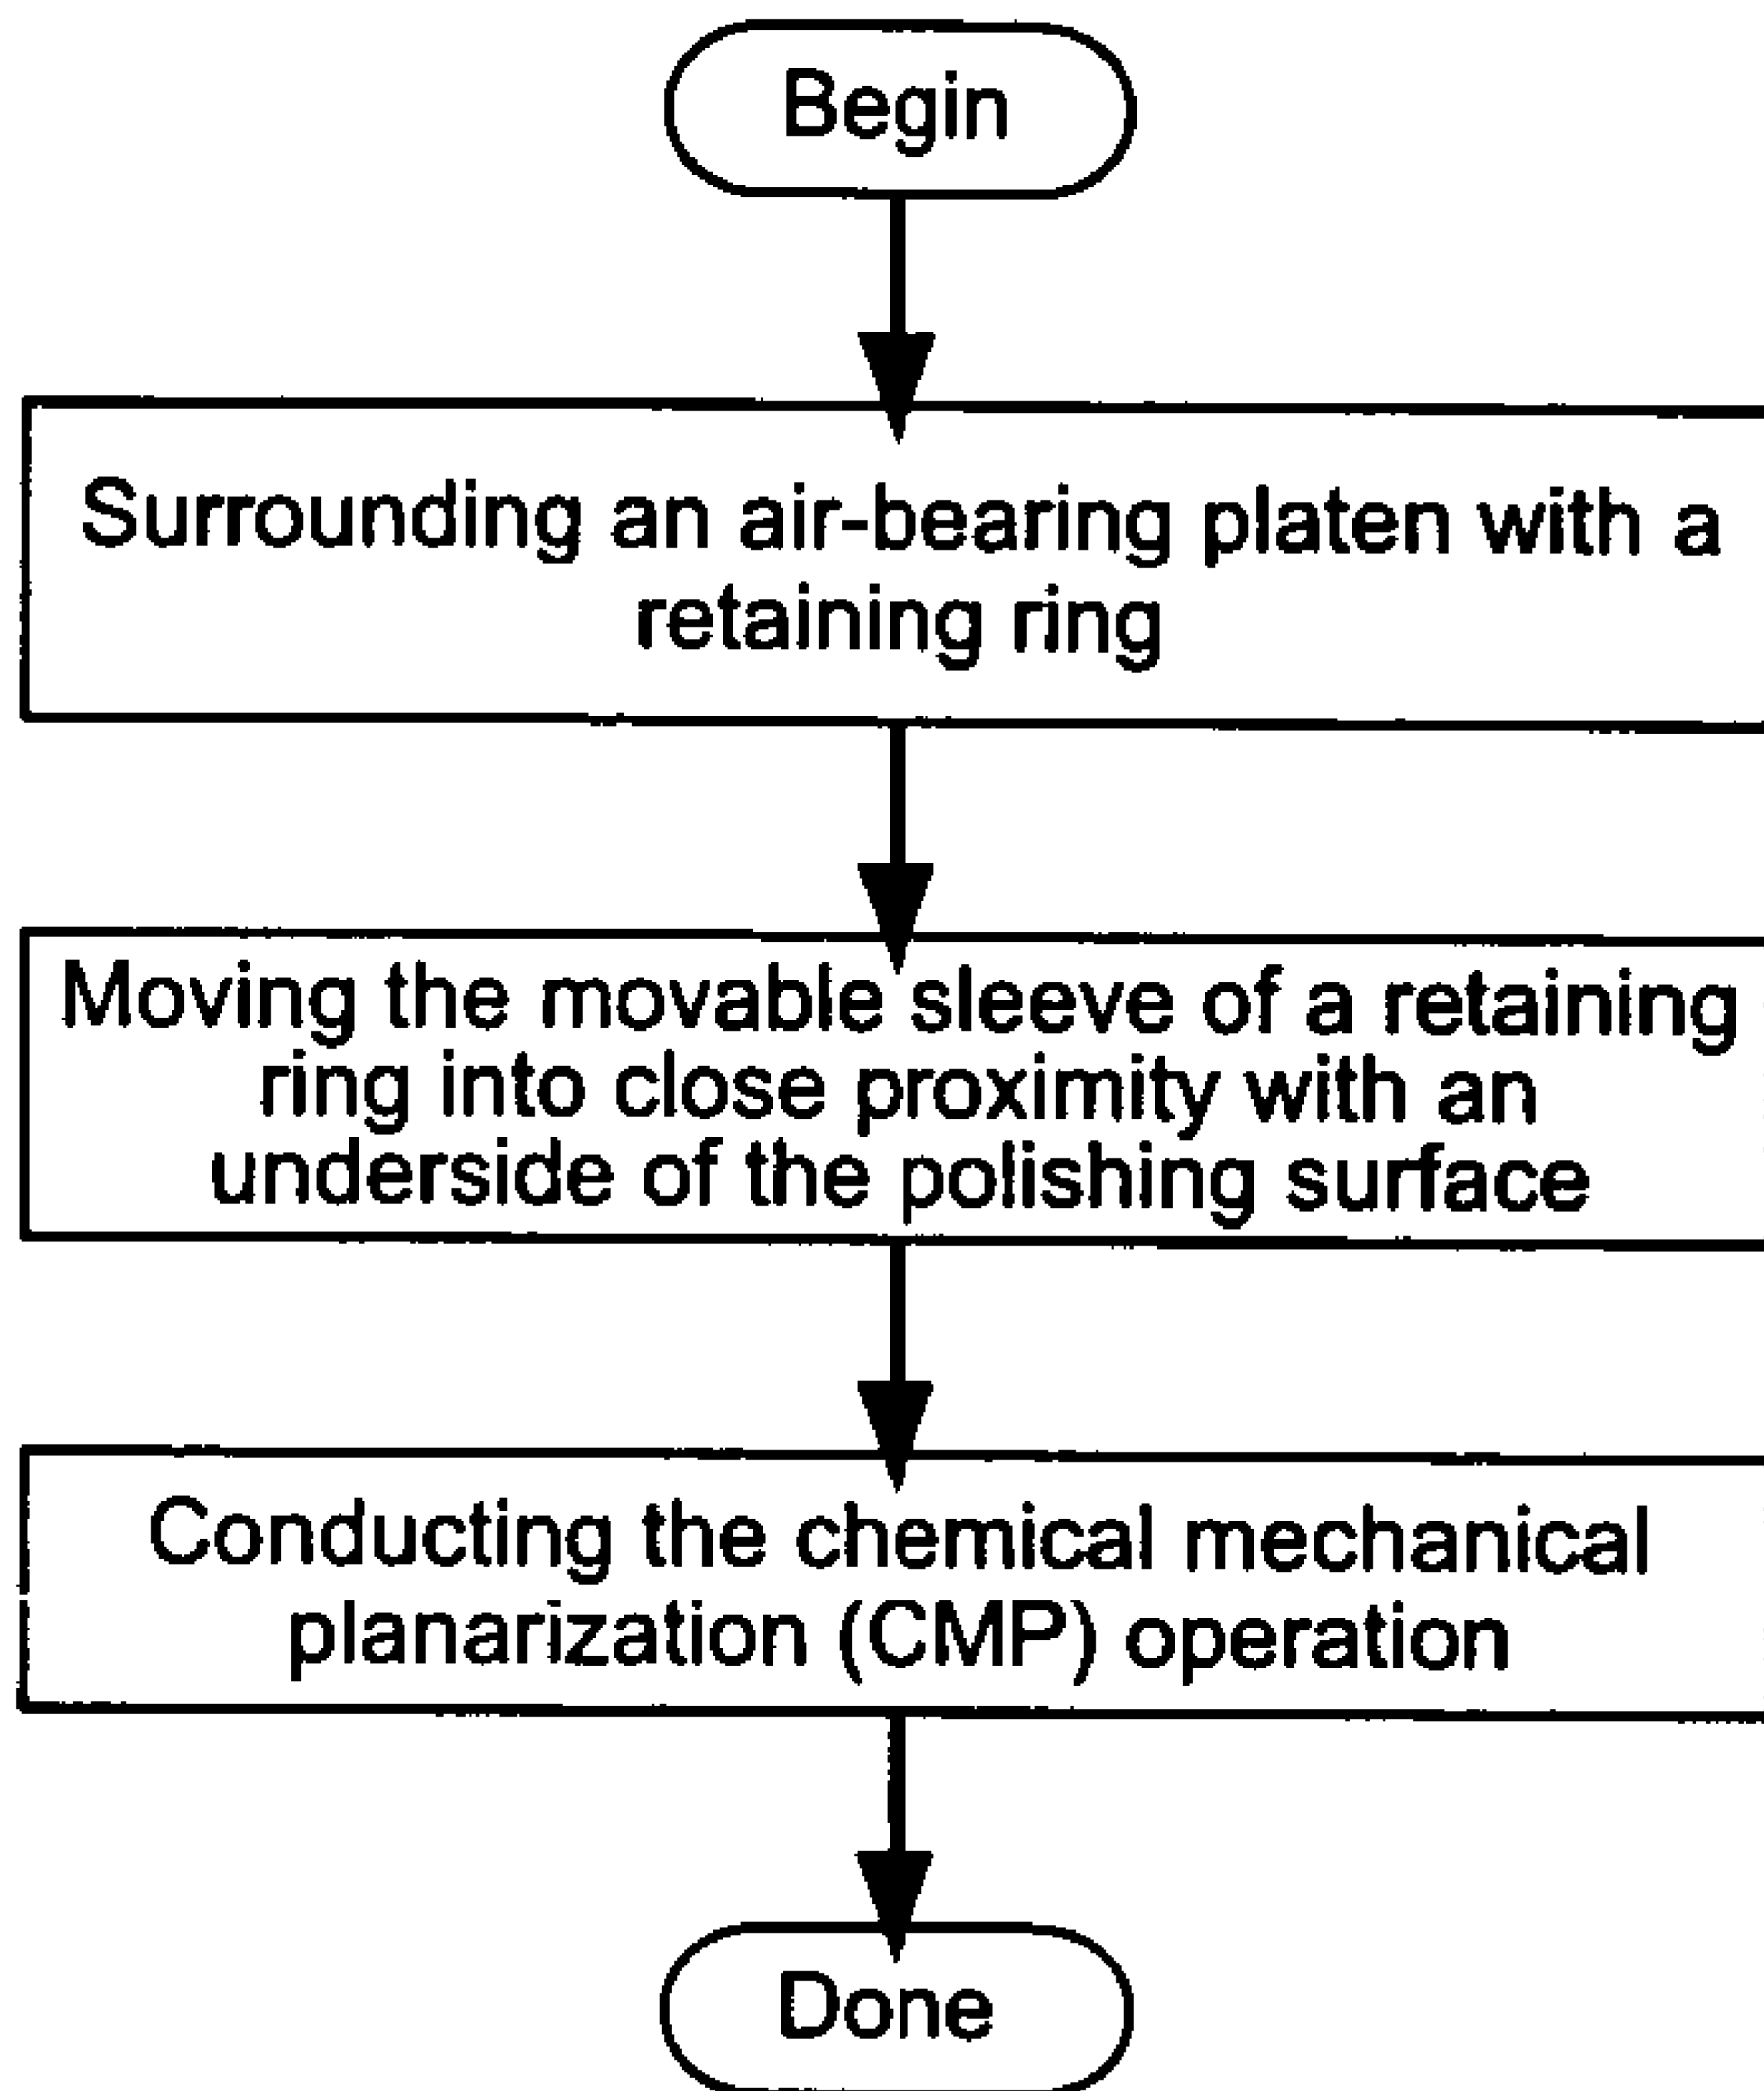 Begin
Surrounding an air-bearing platen with a
retaining ring
Moving the movable sleeve of a retaining
ring into close proximity with an
underside of the polishing surface
Conducting the chemical mechanical
planarization (CMP) operation
Done